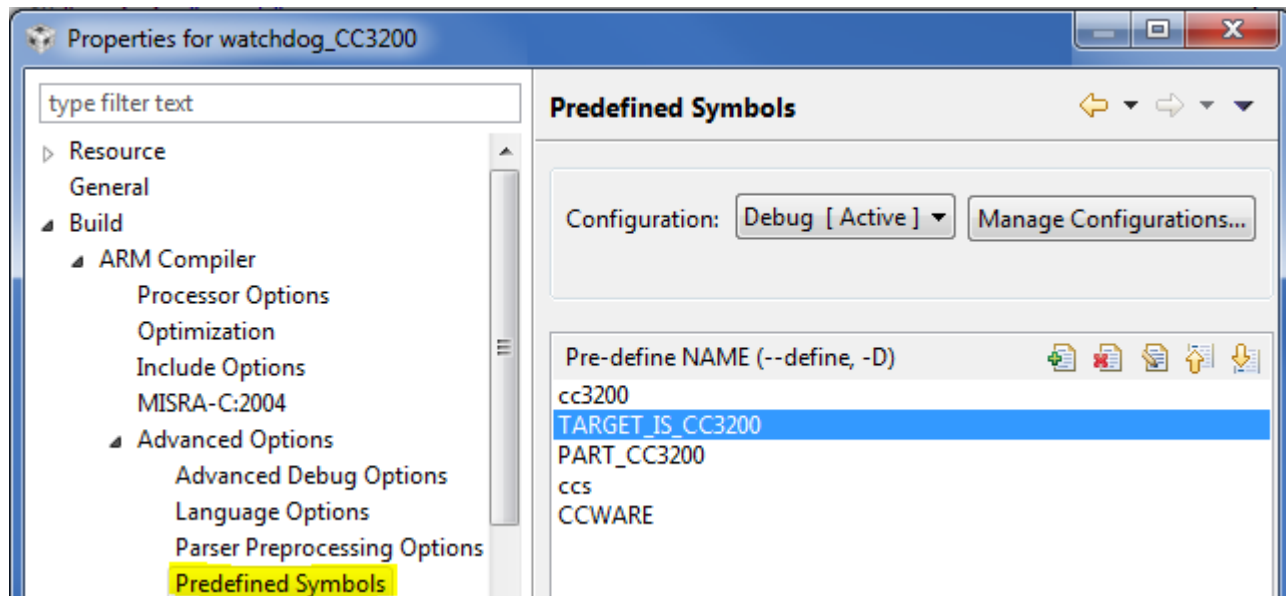 Properties for watchdog_CC3200
type filter text
Resource
General
Build
ARM Compiler
Processor Options
Optimization
Include Options
MISRA-C:2004
Advanced Options
Advanced Debug Options
Language Options
Parser Preprocessing Options
Predefined Symbols
Predefined Symbols
Configuration: Debug [ Active ] Manage Configurations...
Pre-define NAME (--define, -D)
cc3200
TARGET_IS_CC3200
PART_CC3200
ccs
CCWARE